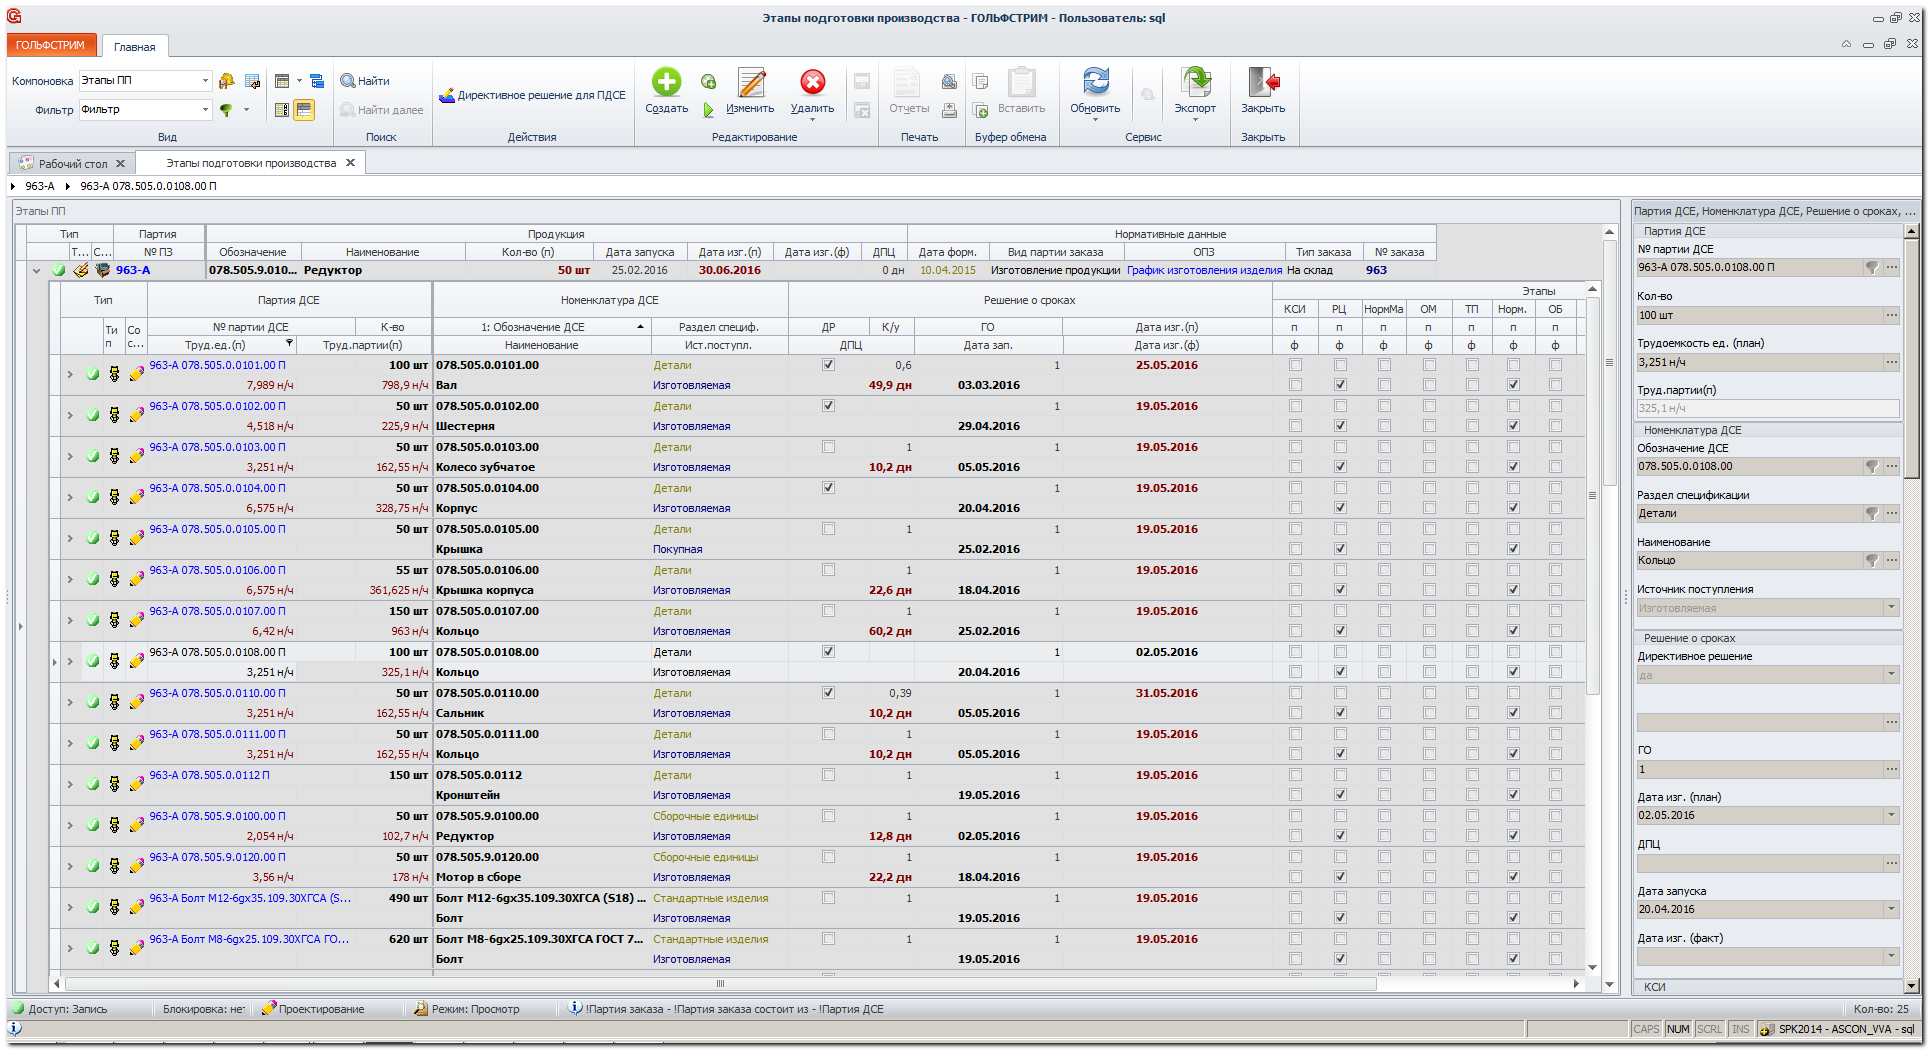 Этапы подготовки производства - ГОЛЬФСТРИМ - Пользователь: sql
ГОЛЬФСТРИМ Главная
Компоновка Этапы ПП
Фильтр Фильтр
Вид
Найти
Найти далее
Поиск
Директивное решение для ПДСЕ
Действия
Создать Изменить Удалить
Редактирование
Отчеты
Печать
Вставить
Буфер обмена
Обновить Экспорт
Сервис
Закрыть
Закрыть
Рабочий стол Этапы подготовки производства
963-А 963-А 078.505.0.0108.00 П
Этапы ПП
Тип Партия Продукция Нормативные данные
Т... С... № ПЗ Обозначение Наименование Кол-во (п) Дата запуска Дата изг.(п) Дата изг.(ф) ДПЦ Дата форм. Вид партии заказа ОПЗ Тип заказа № заказа
963-А 078.505.9.010... Редуктор 50 шт 25.02.2016 30.06.2016 0 дн 10.04.2015 Изготовление продукции График изготовления изделия На склад 963
Тип Партия ДСЕ Номенклатура ДСЕ Решение о сроках Этапы
КСИ РЦ НормМа ОМ ТП Норм. ОБ
Ти п Со с... № партии ДСЕ К-во 1: Обозначение ДСЕ Раздел специф. ДР К/у ГО Дата изг.(п) п п п п п п п
Труд.ед.(п) Труд.партии(п) Наименование Ист.поступл. ДПЦ Дата зап. Дата изг.(ф) ф ф ф ф ф ф ф
963-А 078.505.0.0101.00 П 100 шт 078.505.0.0101.00 Детали 0,6 1 25.05.2016
7,989 н/ч 798,9 н/ч Вал Изготовляемая 49,9 дн 03.03.2016
963-А 078.505.0.0102.00 П 50 шт 078.505.0.0102.00 Детали 1 19.05.2016
4,518 н/ч 225,9 н/ч Шестерня Изготовляемая 29.04.2016
963-А 078.505.0.0103.00 П 50 шт 078.505.0.0103.00 Детали 1 1 19.05.2016
3,251 н/ч 162,55 н/ч Колесо зубчатое Изготовляемая 10,2 дн 05.05.2016
963-А 078.505.0.0104.00 П 50 шт 078.505.0.0104.00 Детали 1 19.05.2016
6,575 н/ч 328,75 н/ч Корпус Изготовляемая 20.04.2016
963-А 078.505.0.0105.00 П 50 шт 078.505.0.0105.00 Детали 1 1 19.05.2016
Крышка Покупная 25.02.2016
963-А 078.505.0.0106.00 П 55 шт 078.505.0.0106.00 Детали 1 1 19.05.2016
6,575 н/ч 361,625 н/ч Крышка корпуса Изготовляемая 22,6 дн 18.04.2016
963-А 078.505.0.0107.00 П 150 шт 078.505.0.0107.00 Детали 1 1 19.05.2016
6,42 н/ч 963 н/ч Кольцо Изготовляемая 60,2 дн 25.02.2016
963-А 078.505.0.0108.00 П 100 шт 078.505.0.0108.00 Детали 1 02.05.2016
3,251 н/ч 325,1 н/ч Кольцо Изготовляемая 20.04.2016
963-А 078.505.0.0110.00 П 50 шт 078.505.0.0110.00 Детали 0,39 1 31.05.2016
3,251 н/ч 162,55 н/ч Сальник Изготовляемая 10,2 дн 05.05.2016
963-А 078.505.0.0111.00 П 50 шт 078.505.0.0111.00 Детали 1 1 19.05.2016
3,251 н/ч 162,55 н/ч Кольцо Изготовляемая 10,2 дн 05.05.2016
963-А 078.505.0.0112 П 150 шт 078.505.0.0112 Детали 1 1 19.05.2016
Кронштейн Изготовляемая 19.05.2016
963-А 078.505.9.0100.00 П 50 шт 078.505.9.0100.00 Сборочные единицы 1 1 19.05.2016
2,054 н/ч 102,7 н/ч Редуктор Изготовляемая 12,8 дн 02.05.2016
963-А 078.505.9.0120.00 П 50 шт 078.505.9.0120.00 Сборочные единицы 1 1 19.05.2016
3,56 н/ч 178 н/ч Мотор в сборе Изготовляемая 22,2 дн 18.04.2016
963-А Болт М12-6gх35.109.30ХГСА (S... 490 шт Болт М12-6gх35.109.30ХГСА (S18) ... Стандартные изделия 1 1 19.05.2016
Болт Изготовляемая 19.05.2016
963-А Болт М8-6gх25.109.30ХГСА ГО... 620 шт Болт М8-6gх25.109.30ХГСА ГОСТ 7... Стандартные изделия 1 1 19.05.2016
Болт Изготовляемая 19.05.2016
Партия ДСЕ, Номенклатура ДСЕ, Решение о сроках, ...
Партия ДСЕ
№ партии ДСЕ
963-А 078.505.0.0108.00 П
Кол-во
100 шт
Трудоемкость ед. (план)
3,251 н/ч
Труд.партии(п)
325,1 н/ч
Номенклатура ДСЕ
Обозначение ДСЕ
078.505.0.0108.00
Раздел спецификации
Детали
Наименование
Кольцо
Источник поступления
Изготовляемая
Решение о сроках
Директивное решение
да
ГО
1
Дата изг. (план)
02.05.2016
ДПЦ
Дата запуска
20.04.2016
Дата изг. (факт)
КСИ
Доступ: Запись Блокировка: нет Проектирование Режим: Просмотр !Партия заказа - !Партия заказа состоит из - !Партия ДСЕ Кол-во: 25
CAPS NUM SCRL INS SPK2014 - ASCON_VVA - sql